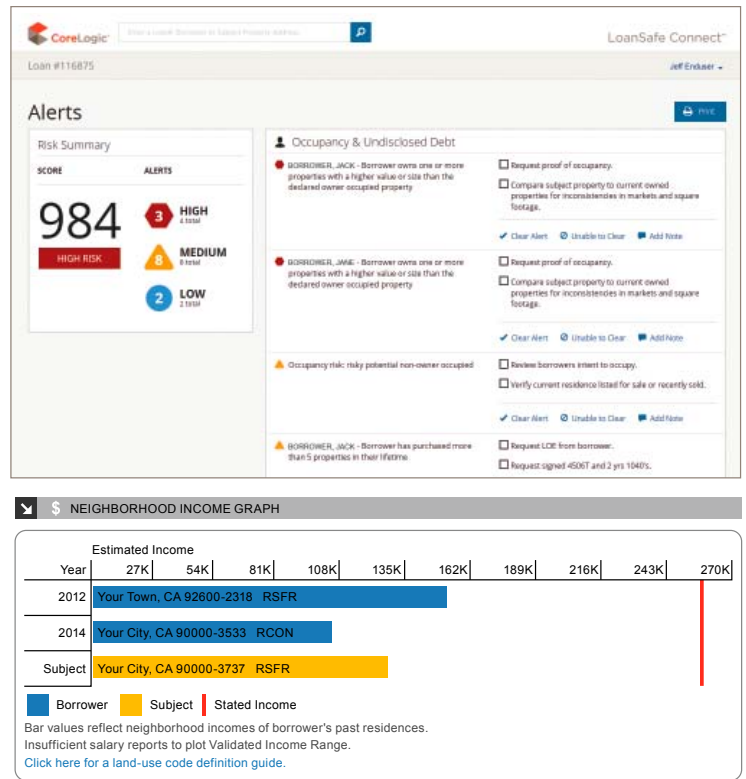 CoreLogic
LoanSafe Connect™
Loan #116875
Jeff Enduser
Alerts
PRINT
Risk Summary
SCORE ALERTS
984
HIGH RISK
3 HIGH
4 total
8 MEDIUM
8 total
2 LOW
2 total
Occupancy & Undisclosed Debt
BORROWER, JACK - Borrower owns one or more
properties with a higher value or size than the
declared owner occupied property
Request proof of occupancy.
Compare subject property to current owned
properties for inconsistencies in markets and square
footage.
Clear Alert Unable to Clear Add Note
BORROWER, JANE - Borrower owns one or more
properties with a higher value or size than the
declared owner occupied property
Request proof of occupancy.
Compare subject property to current owned
properties for inconsistencies in markets and square
footage.
Clear Alert Unable to Clear Add Note
Occupancy risk: risky potential non-owner occupied
Review borrowers intent to occupy.
Verify current residence listed for sale or recently sold.
Clear Alert Unable to Clear Add Note
BORROWER, JACK - Borrower has purchased more
than 5 properties in their lifetime
Request LOE from borrower.
Request signed 4506T and 2 yrs 1040's.
$ NEIGHBORHOOD INCOME GRAPH
Estimated Income
Year 27K 54K 81K 108K 135K 162K 189K 216K 243K 270K
2012 Your Town, CA 92600-2318 RSFR
2014 Your City, CA 90000-3533 RCON
Subject Your City, CA 90000-3737 RSFR
Borrower Subject Stated Income
Bar values reflect neighborhood incomes of borrower's past residences.
Insufficient salary reports to plot Validated Income Range.
Click here for a land-use code definition guide.